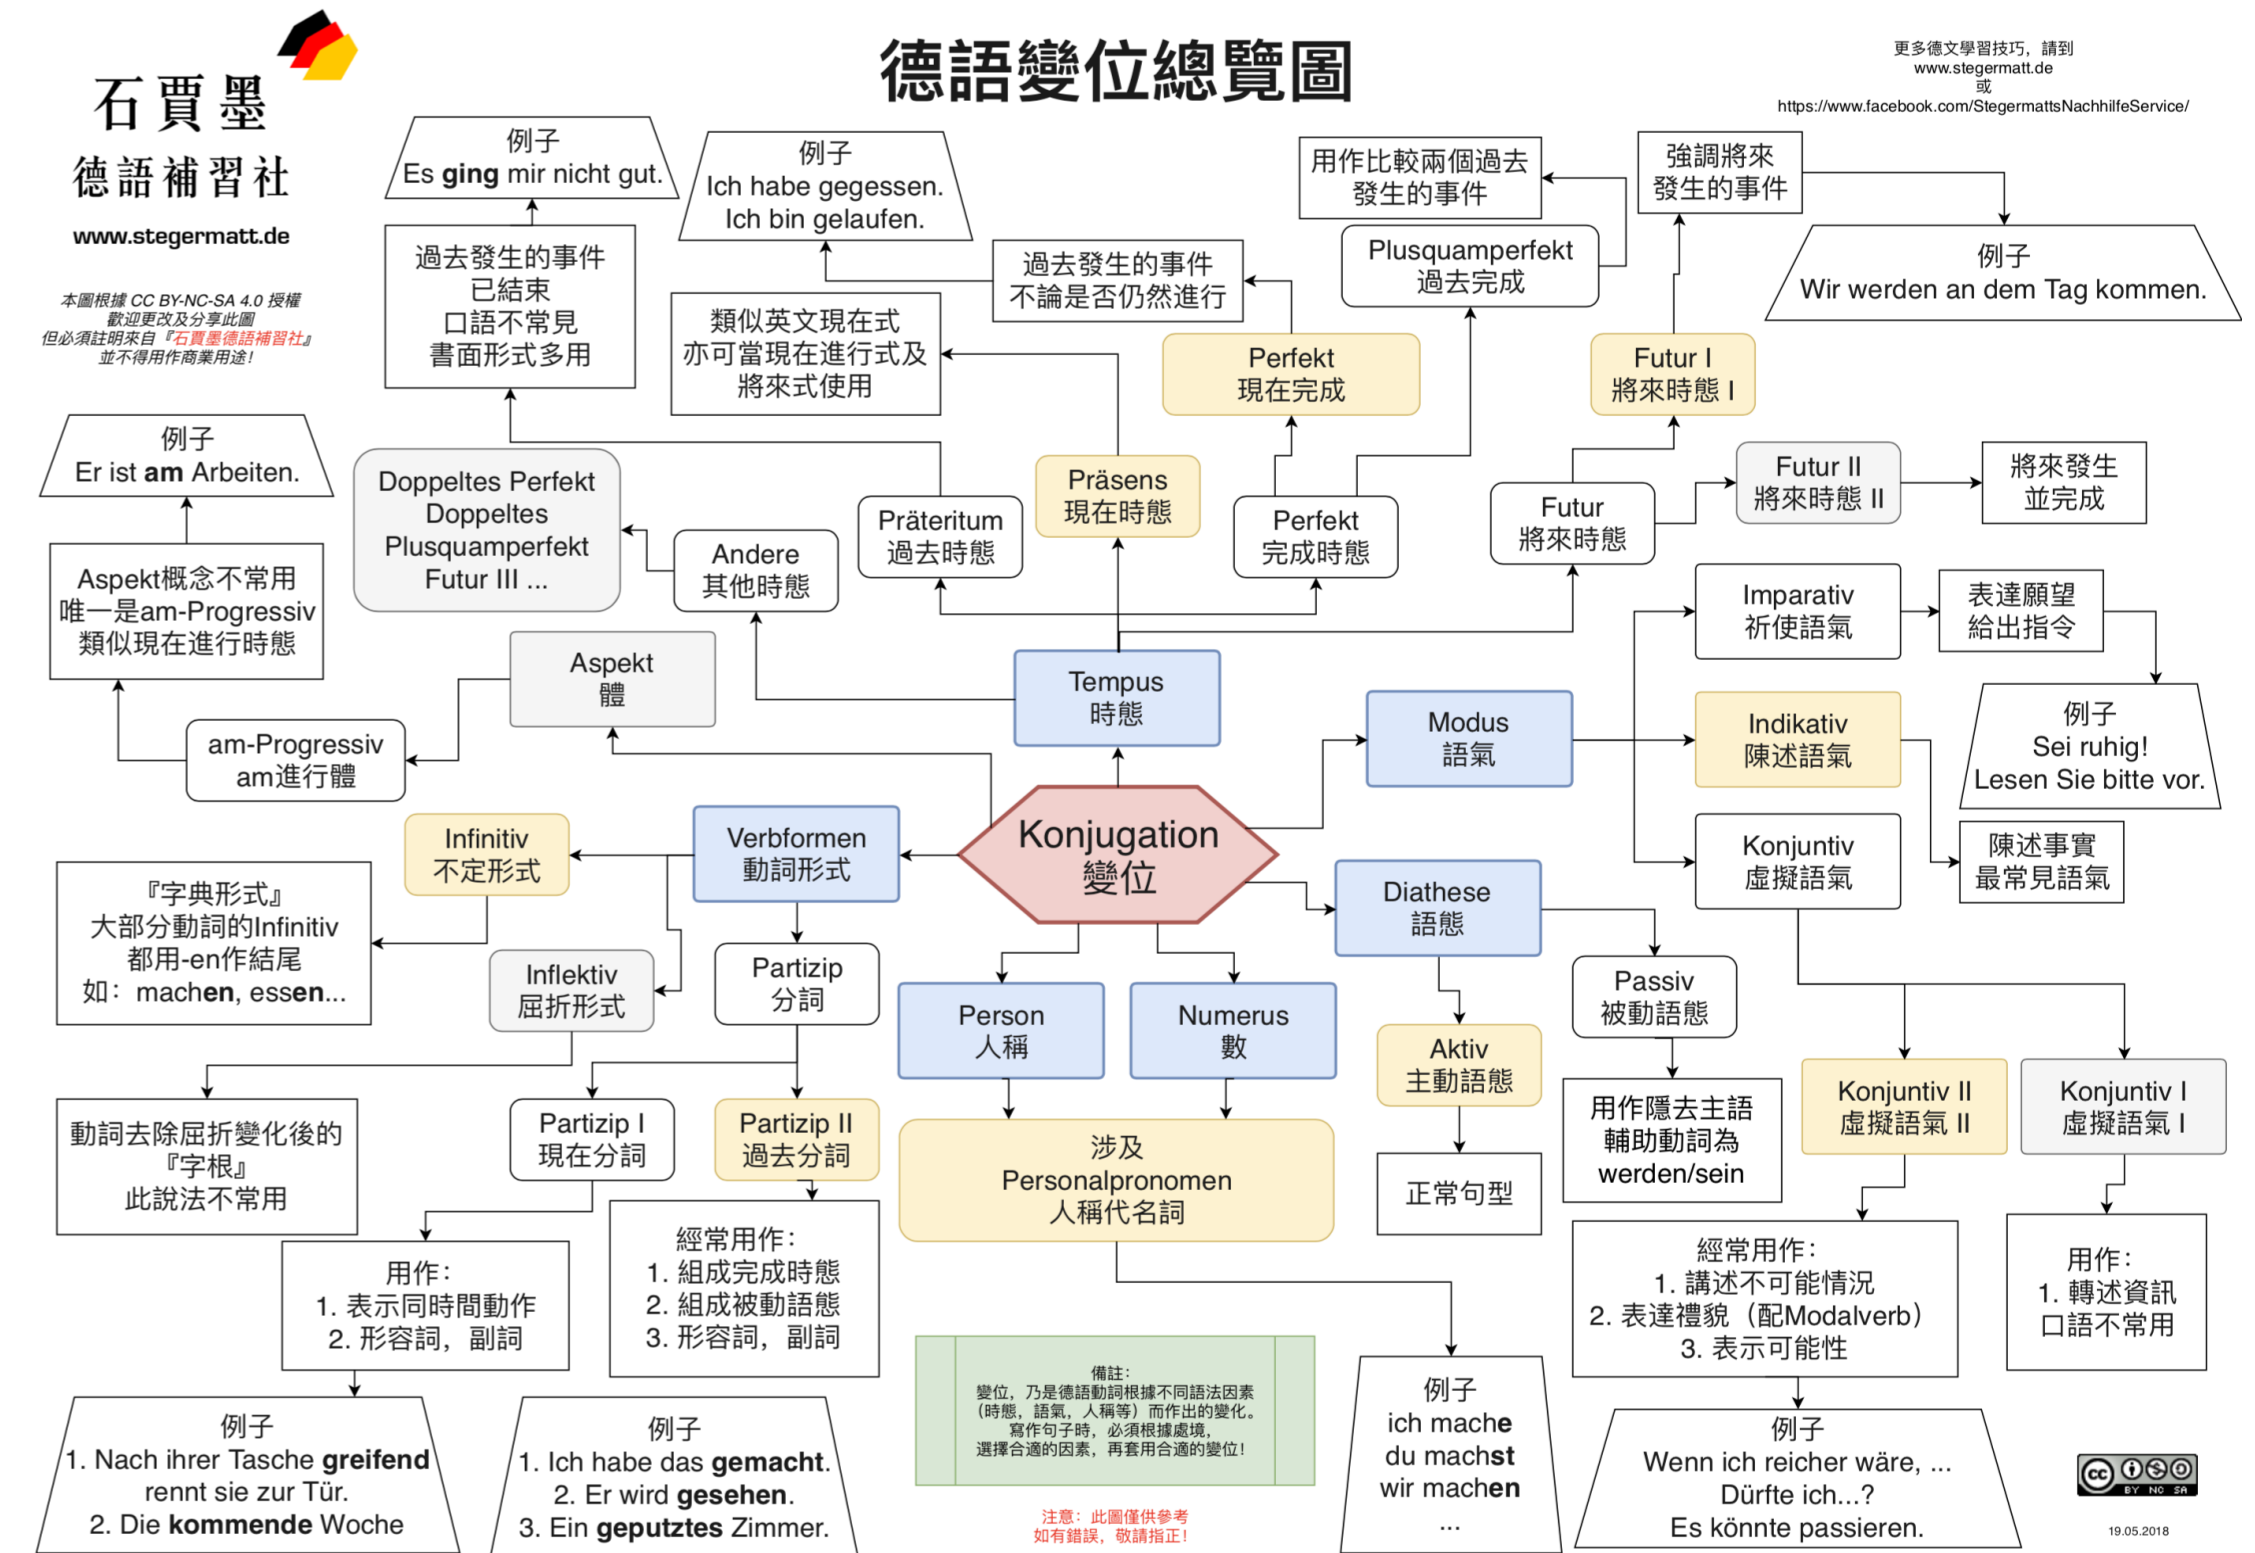 德語變位總覽圖
石賈墨
德語補習社
www.stegermatt.de
本圖根據 CC BY-NC-SA 4.0 授權
歡迎更改及分享此圖
但必須註明來自『石賈墨德語補習社』
並不得用作商業用途！
更多德文學習技巧，請到
www.stegermatt.de
或
https://www.facebook.com/StegermattsNachhilfeService/
例子
Es ging mir nicht gut.
過去發生的事件
已結束
口語不常見
書面形式多用
例子
Ich habe gegessen.
Ich bin gelaufen.
過去發生的事件
不論是否仍然進行
類似英文現在式
亦可當現在進行式及
將來式使用
用作比較兩個過去
發生的事件
Plusquamperfekt
過去完成
強調將來
發生的事件
例子
Wir werden an dem Tag kommen.
Perfekt
現在完成
Futur I
將來時態 I
例子
Er ist am Arbeiten.
Doppeltes Perfekt
Doppeltes
Plusquamperfekt
Futur III ...
Andere
其他時態
Präteritum
過去時態
Präsens
現在時態
Perfekt
完成時態
Futur
將來時態
Futur II
將來時態 II
將來發生
並完成
Aspekt概念不常用
唯一是am-Progressiv
類似現在進行時態
Aspekt
體
am-Progressiv
am進行體
Tempus
時態
Modus
語氣
Imparativ
祈使語氣
表達願望
給出指令
例子
Sei ruhig!
Lesen Sie bitte vor.
Indikativ
陳述語氣
陳述事實
最常見語氣
Konjuntiv
虛擬語氣
Konjugation
變位
Verbformen
動詞形式
Infinitiv
不定形式
『字典形式』
大部分動詞的Infinitiv
都用-en作結尾
如：machen, essen...
Inflektiv
屈折形式
動詞去除屈折變化後的
『字根』
此說法不常用
Partizip
分詞
Partizip I
現在分詞
Partizip II
過去分詞
用作：
1. 表示同時間動作
2. 形容詞，副詞
經常用作：
1. 組成完成時態
2. 組成被動語態
3. 形容詞，副詞
例子
1. Nach ihrer Tasche greifend
rennt sie zur Tür.
2. Die kommende Woche
例子
1. Ich habe das gemacht.
2. Er wird gesehen.
3. Ein geputztes Zimmer.
Person
人稱
Numerus
數
涉及
Personalpronomen
人稱代名詞
例子
ich mache
du machst
wir machen
...
Diathese
語態
Aktiv
主動語態
正常句型
Passiv
被動語態
用作隱去主語
輔助動詞為
werden/sein
Konjuntiv II
虛擬語氣 II
Konjuntiv I
虛擬語氣 I
經常用作：
1. 講述不可能情況
2. 表達禮貌（配Modalverb）
3. 表示可能性
用作：
1. 轉述資訊
口語不常用
例子
Wenn ich reicher wäre, ...
Dürfte ich...?
Es könnte passieren.
備註：
變位，乃是德語動詞根據不同語法因素
（時態，語氣，人稱等）而作出的變化。
寫作句子時，必須根據處境，
選擇合適的因素，再套用合適的變位！
注意：此圖僅供參考
如有錯誤，敬請指正！
cc
BY NC SA
19.05.2018